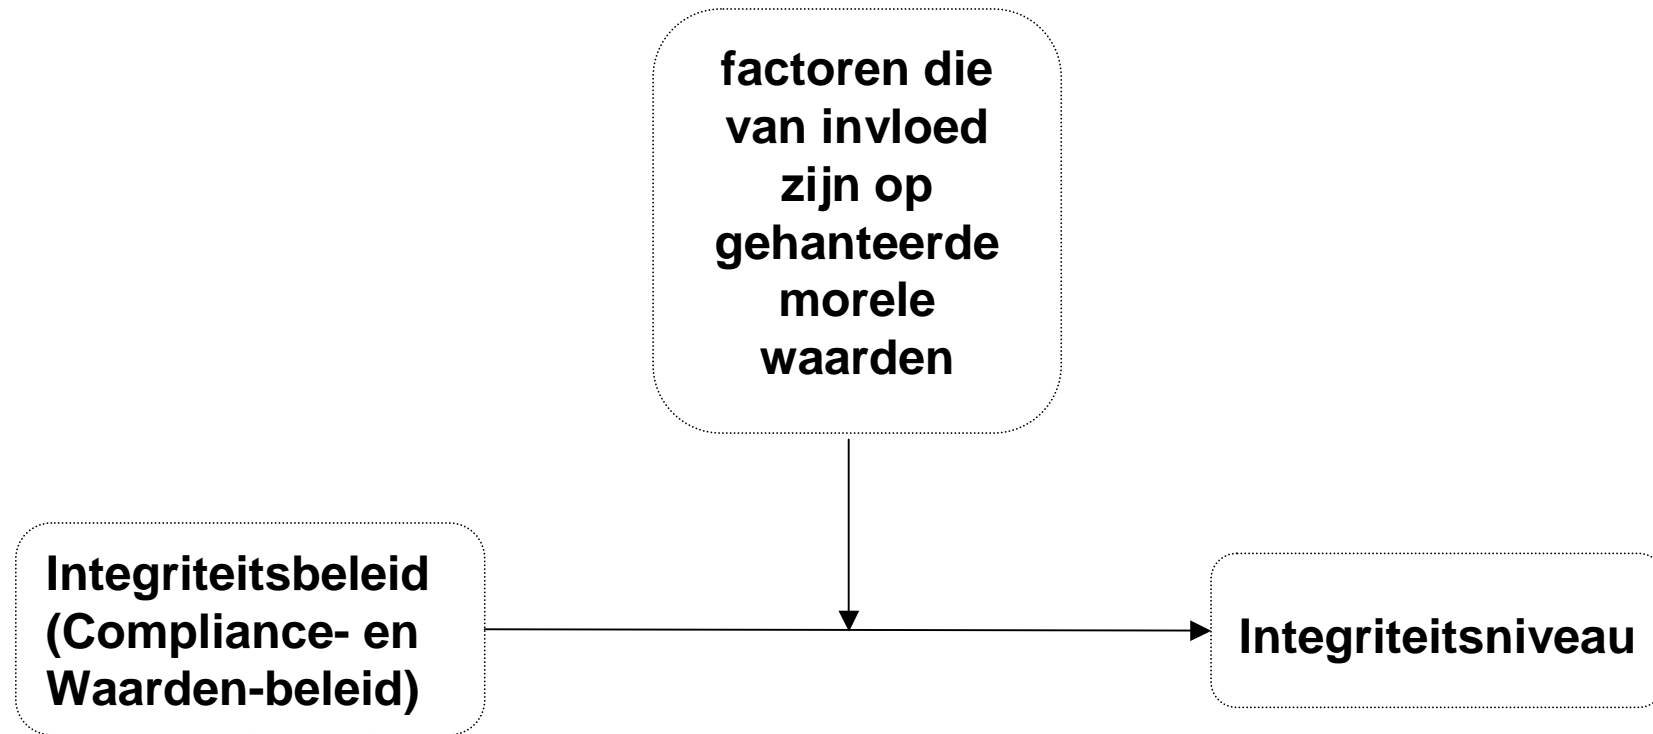 factoren die
van invloed
zijn op
gehanteerde
morele
waarden
Integriteitsbeleid
(Compliance- en
Waarden-beleid)
Integriteitsniveau